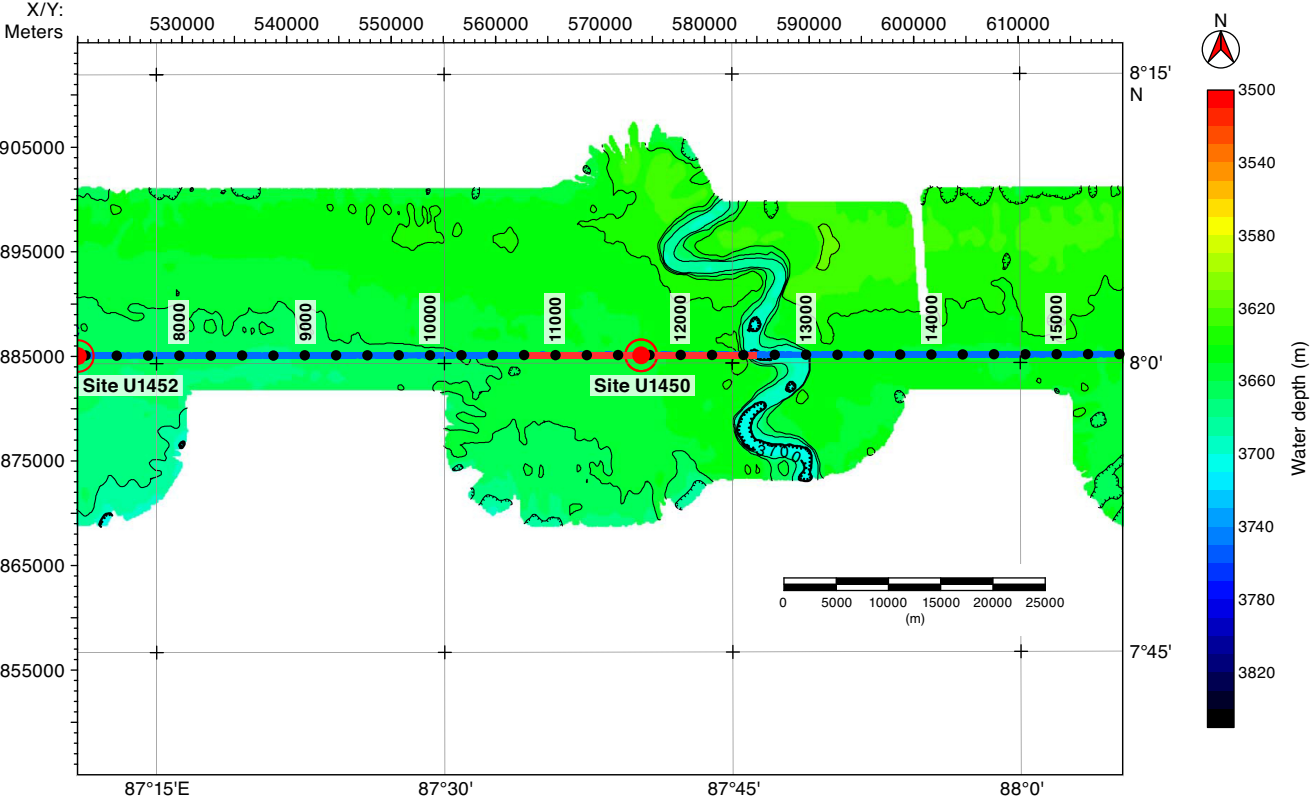 X/Y:
Meters
530000 540000 550000 560000 570000 580000 590000 600000 610000
N
8°15'
N
3500
905000
3540
3580
895000
3620
8000 9000 10000 11000 12000 13000 14000 15000
885000
8°0'
Site U1452 Site U1450
3660
3700
875000
3700
3740
865000
0 5000 10000 15000 20000 25000
(m)
3780
7°45'
855000
3820
Water depth (m)
87°15'E 87°30' 87°45' 88°0'